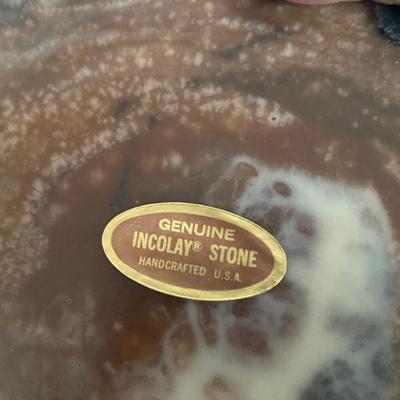 GENUINE
INCOLAY® STONE
HANDCRAFTED U.S.A.